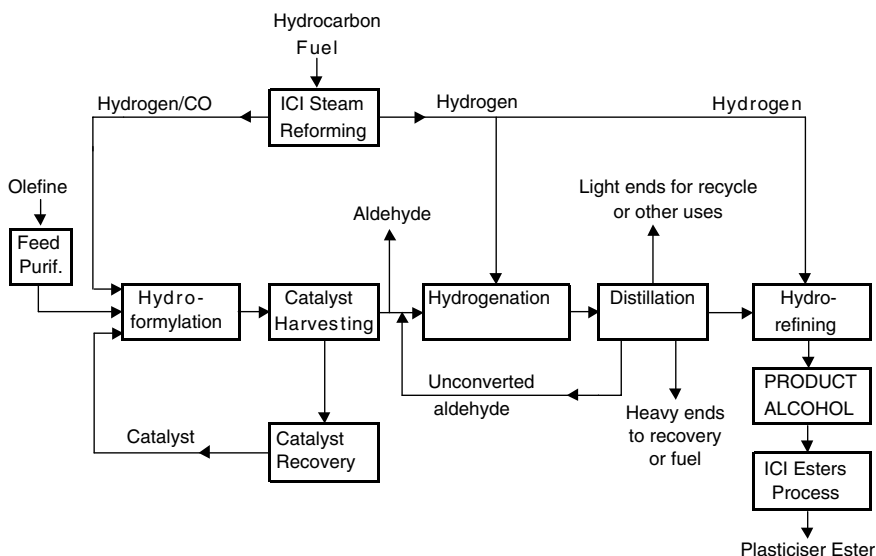 Hydrocarbon
Fuel
Hydrogen/CO
ICI Steam
Reforming
Hydrogen
Hydrogen
Olefine
Feed
Purif.
Aldehyde
Light ends for recycle
or other uses
Hydro-
formylation
Catalyst
Harvesting
Hydrogenation
Distillation
Hydro-
refining
Unconverted
aldehyde
Catalyst
Catalyst
Recovery
Heavy ends
to recovery
or fuel
PRODUCT
ALCOHOL
ICI Esters
Process
Plasticiser Ester